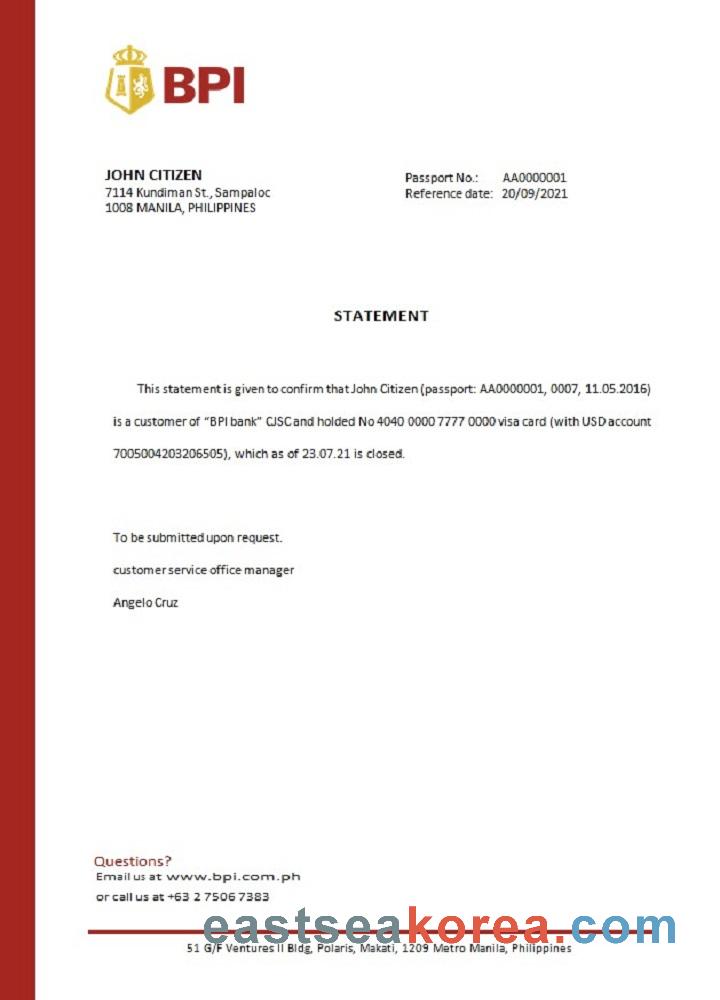 BPI
JOHN CITIZEN
7114 Kundiman St., Sampaloc
1008 MANILA, PHILIPPINES
Passport No.: AA0000001
Reference date: 20/09/2021
STATEMENT
This statement is given to confirm that John Citizen (passport: AA0000001, 0007, 11.05.2016)
is a customer of “BPI bank” CJSC and holded No 4040 0000 7777 0000 visa card (with USD account
7005004203206505), which as of 23.07.21 is closed.
To be submitted upon request.
customer service office manager
Angelo Cruz
Questions?
Email us at www.bpi.com.ph
or call us at +63 2 7506 7383
eastseakorea.com
51 G/F Ventures II Bldg, Polaris, Makati, 1209 Metro Manila, Philippines